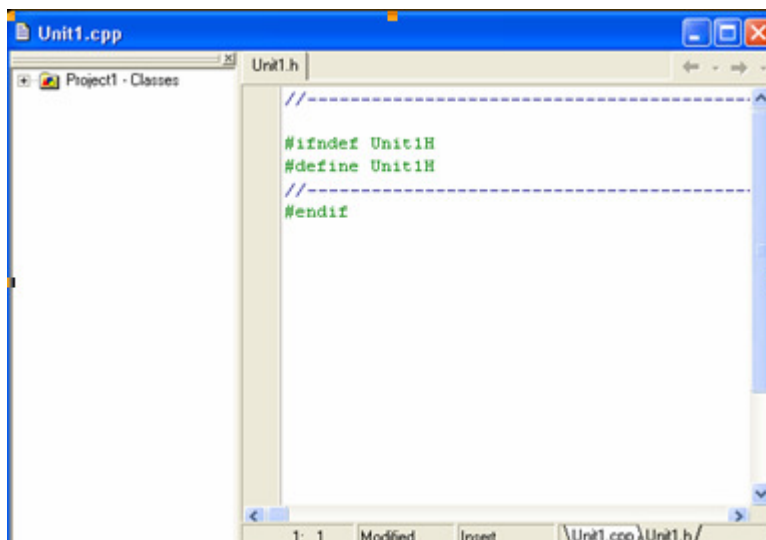 Unit1.cpp
Project1 - Classes
Unit1.h
//----------------------------------------------
#ifndef Unit1H
#define Unit1H
//----------------------------------------------
#endif
1: 1 Modified Insert \Unit1.cpp\Unit1.h/